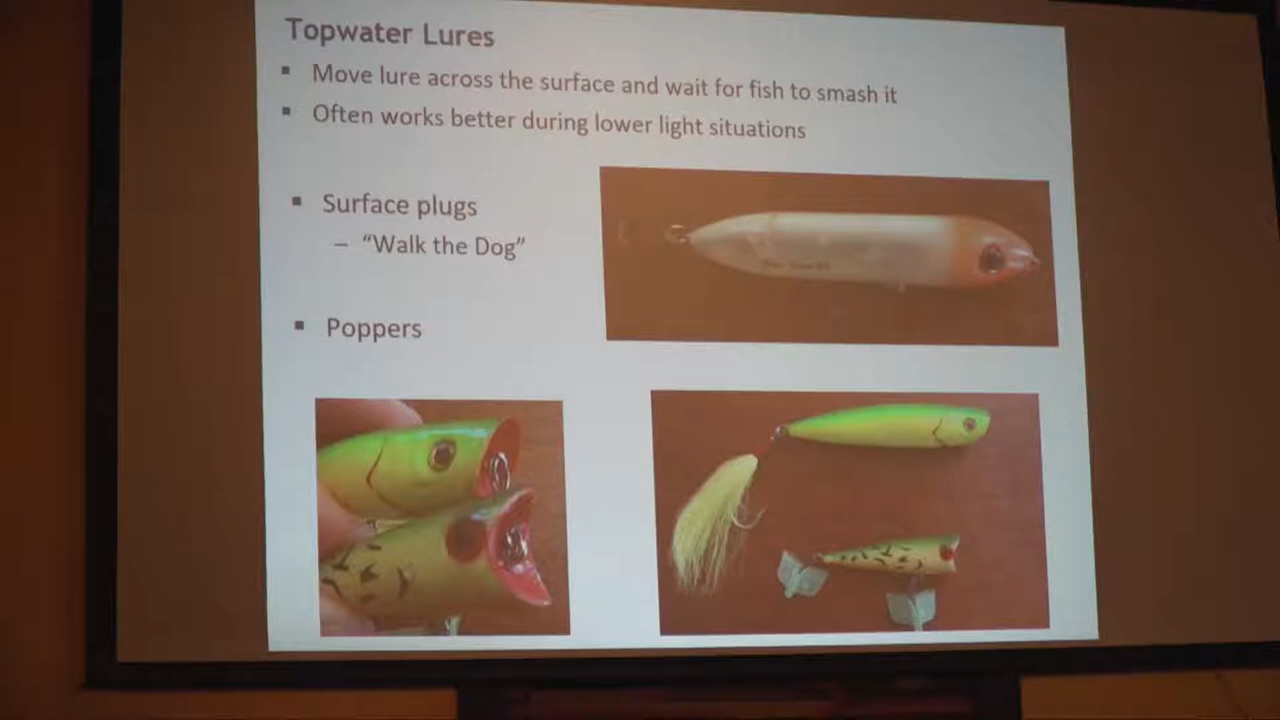 Topwater Lures
▪ Move lure across the surface and wait for fish to smash it
▪ Often works better during lower light situations
▪ Surface plugs
– “Walk the Dog”
▪ Poppers